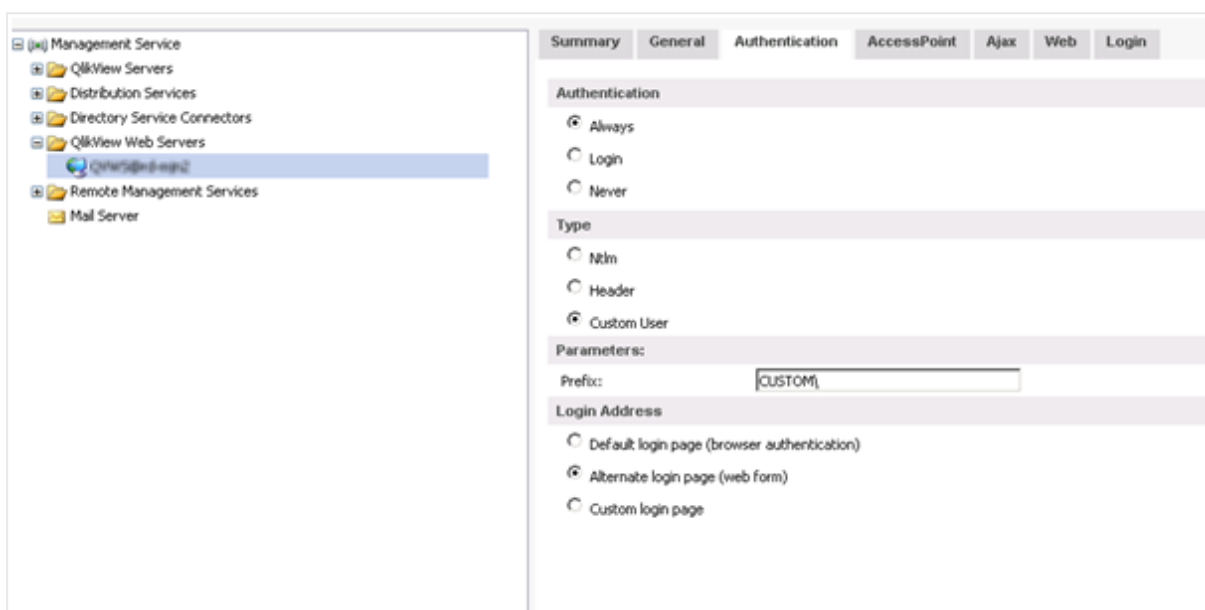 Management Service
QlikView Servers
Distribution Services
Directory Service Connectors
QlikView Web Servers
Remote Management Services
Mail Server
Summary General Authentication AccessPoint Ajax Web Login
Authentication
Always
Login
Never
Type
Ntlm
Header
Custom User
Parameters:
Prefix: CUSTOM\
Login Address
Default login page (browser authentication)
Alternate login page (web form)
Custom login page